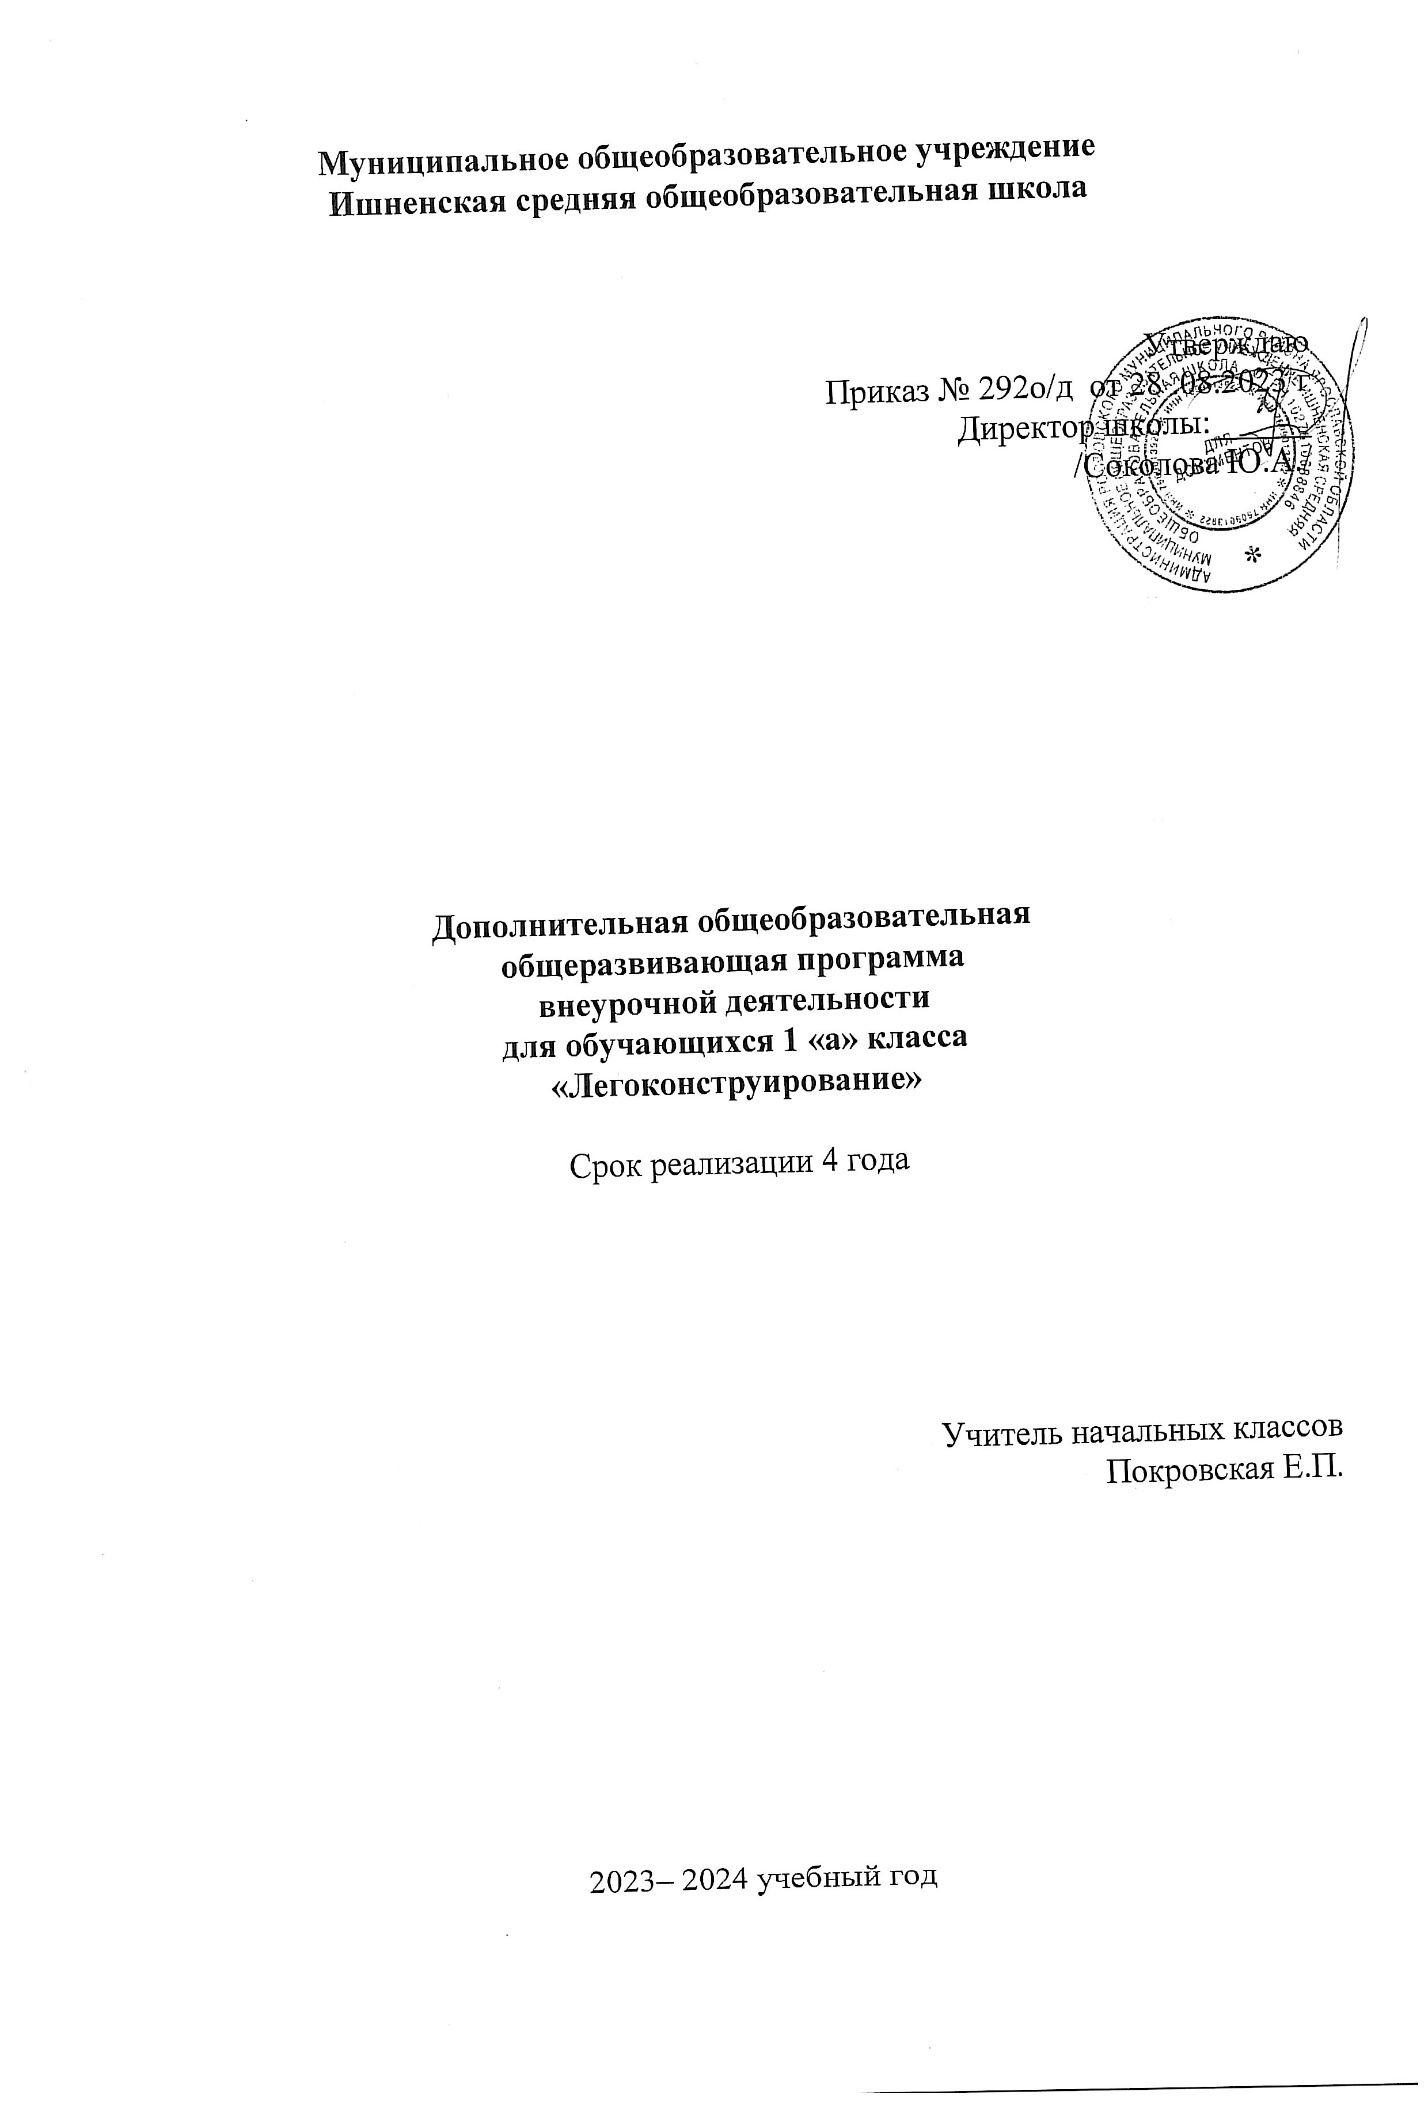 Муниципальное общеобразовательное учреждение
Ишненская средняя общеобразовательная школа
Утверждаю
Приказ № 292о/д от 28. 08.2023 г.
Директор школы:
/Соколова Ю.А./
ДЛЯ
ДОКУМЕНТОВ
Дополнительная общеобразовательная
общеразвивающая программа
внеурочной деятельности
для обучающихся 1 «а» класса
«Легоконструирование»
Срок реализации 4 года
Учитель начальных классов
Покровская Е.П.
2023– 2024 учебный год